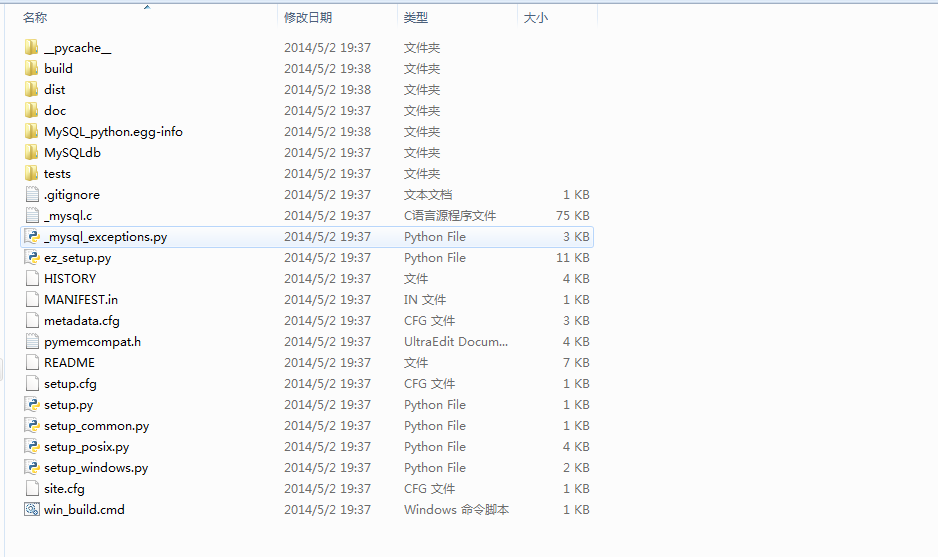 名称 修改日期 类型 大小
__pycache__ 2014/5/2 19:37 文件夹
build 2014/5/2 19:38 文件夹
dist 2014/5/2 19:38 文件夹
doc 2014/5/2 19:37 文件夹
MySQL_python.egg-info 2014/5/2 19:38 文件夹
MySQLdb 2014/5/2 19:37 文件夹
tests 2014/5/2 19:37 文件夹
.gitignore 2014/5/2 19:37 文本文档 1 KB
_mysql.c 2014/5/2 19:37 C语言源程序文件 75 KB
_mysql_exceptions.py 2014/5/2 19:37 Python File 3 KB
ez_setup.py 2014/5/2 19:37 Python File 11 KB
HISTORY 2014/5/2 19:37 文件 4 KB
MANIFEST.in 2014/5/2 19:37 IN 文件 1 KB
metadata.cfg 2014/5/2 19:37 CFG 文件 3 KB
pymemcompat.h 2014/5/2 19:37 UltraEdit Docum... 4 KB
README 2014/5/2 19:37 文件 7 KB
setup.cfg 2014/5/2 19:37 CFG 文件 1 KB
setup.py 2014/5/2 19:37 Python File 1 KB
setup_common.py 2014/5/2 19:37 Python File 1 KB
setup_posix.py 2014/5/2 19:37 Python File 4 KB
setup_windows.py 2014/5/2 19:37 Python File 2 KB
site.cfg 2014/5/2 19:37 CFG 文件 1 KB
win_build.cmd 2014/5/2 19:37 Windows 命令脚本 1 KB